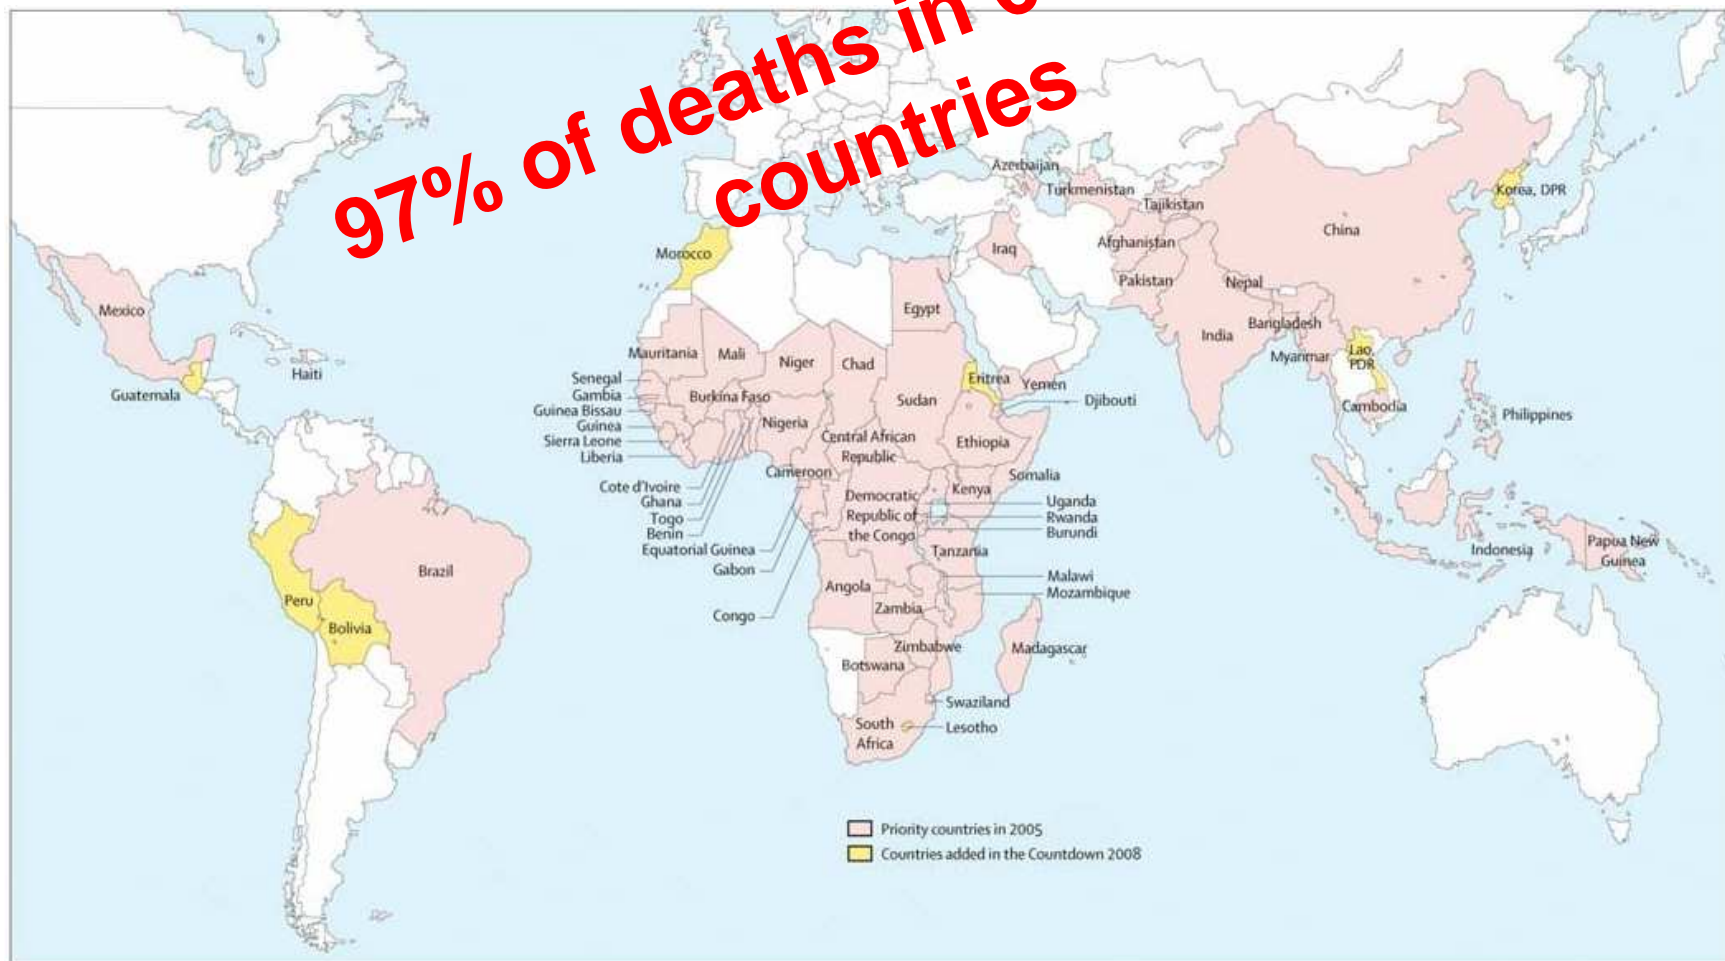 97% of deaths in
countries
Azerbaijan
Turkmenistan
Tajikistan
Korea, DPR
China
Afghanistan
Iraq
Pakistan
Nepal
Morocco
Egypt
Mexico
India
Bangladesh
Myanmar
Lao,
PDR
Mauritania
Mali
Niger
Chad
Haiti
Guatemala
Senegal
Gambia
Guinea Bissau
Guinea
Sierra Leone
Liberia
Burkina Faso
Nigeria
Sudan
Eritrea
Yemen
Djibouti
Cambodia
Philippines
Central African
Republic
Ethiopia
Cameroon
Somalia
Cote d'Ivoire
Ghana
Togo
Benin
Equatorial Guinea
Gabon
Congo
Democratic
Republic of
the Congo
Kenya
Uganda
Rwanda
Burundi
Tanzania
Indonesia
Papua New
Guinea
Brazil
Peru
Bolivia
Angola
Zambia
Malawi
Mozambique
Zimbabwe
Botswana
Madagascar
Swaziland
Lesotho
South
Africa
Priority countries in 2005
Countries added in the Countdown 2008